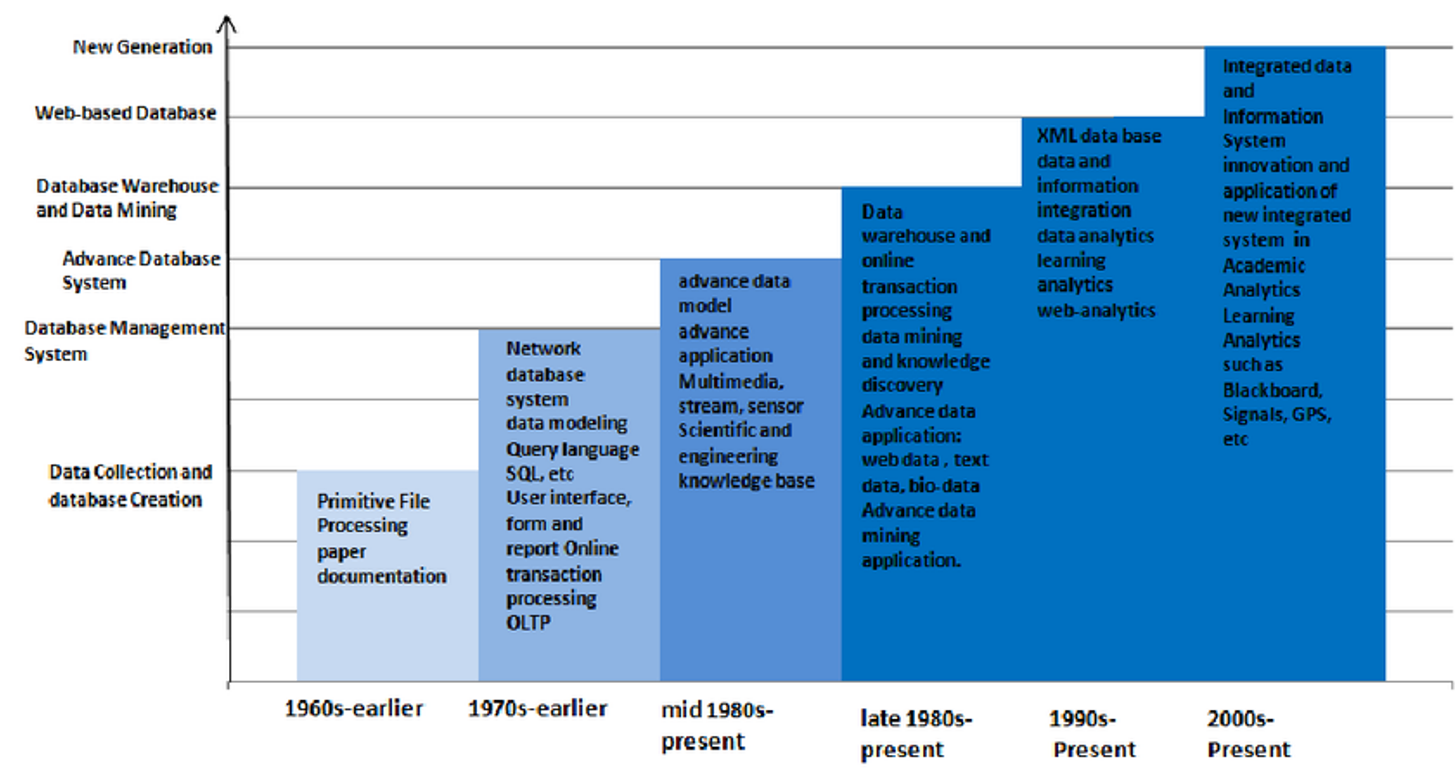 New Generation
Web-based Database
Database Warehouse
and Data Mining
Advance Database
System
Database Management
System
Data Collection and
database Creation
Primitive File
Processing
paper
documentation
Network
database
system
data modeling
Query language
SQL, etc
User interface,
form and
report Online
transaction
processing
OLTP
advance data
model
advance
application
Multimedia,
stream, sensor
Scientific and
engineering
knowledge base
Data
warehouse and
online
transaction
processing
data mining
and knowledge
discovery
Advance data
application:
web data , text
data, bio-data
Advance data
mining
application.
XML data base
data and
information
integration
data analytics
learning
analytics
web-analytics
Integrated data
and
Information
System
innovation and
application of
new integrated
system in
Academic
Analytics
Learning
Analytics
such as
Blackboard,
Signals, GPS,
etc
1960s-earlier
1970s-earlier
mid 1980s-
present
late 1980s-
present
1990s-
Present
2000s-
Present